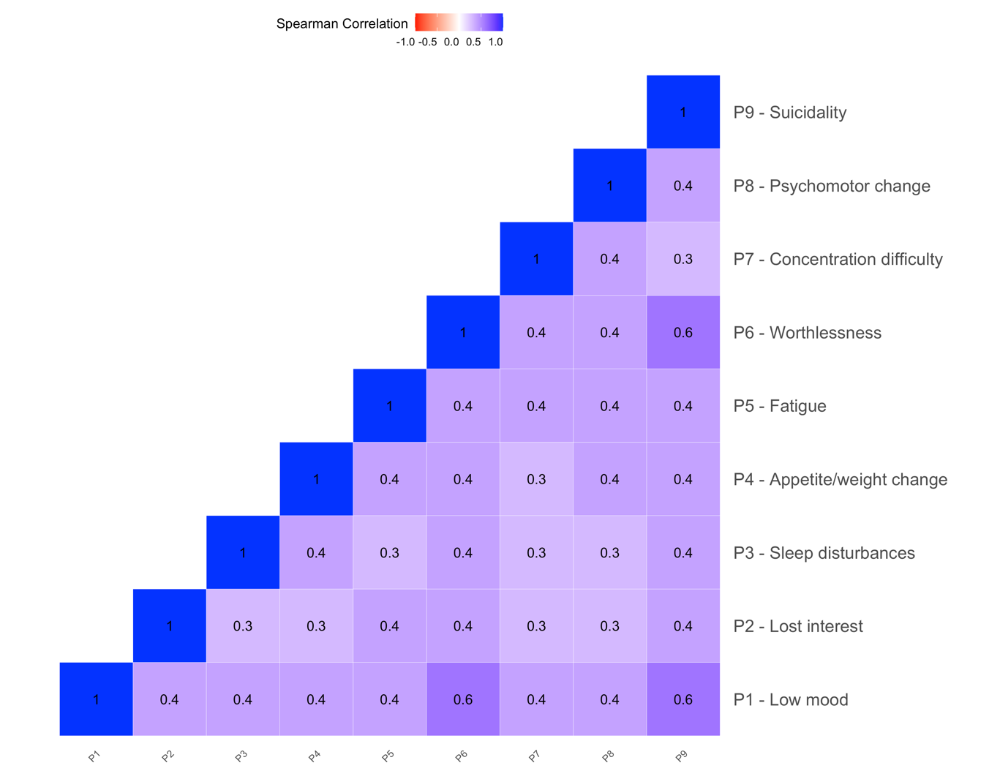 Spearman Correlation
-1.0 -0.5 0.0 0.5 1.0
1 P9 - Suicidality
1 0.4 P8 - Psychomotor change
1 0.4 0.3 P7 - Concentration difficulty
1 0.4 0.4 0.6 P6 - Worthlessness
1 0.4 0.4 0.4 0.4 P5 - Fatigue
1 0.4 0.4 0.3 0.4 0.4 P4 - Appetite/weight change
1 0.4 0.3 0.4 0.3 0.3 0.4 P3 - Sleep disturbances
1 0.3 0.3 0.4 0.4 0.3 0.3 0.4 P2 - Lost interest
1 0.4 0.4 0.4 0.4 0.6 0.4 0.4 0.6 P1 - Low mood
P1 P2 P3 P4 P5 P6 P7 P8 P9